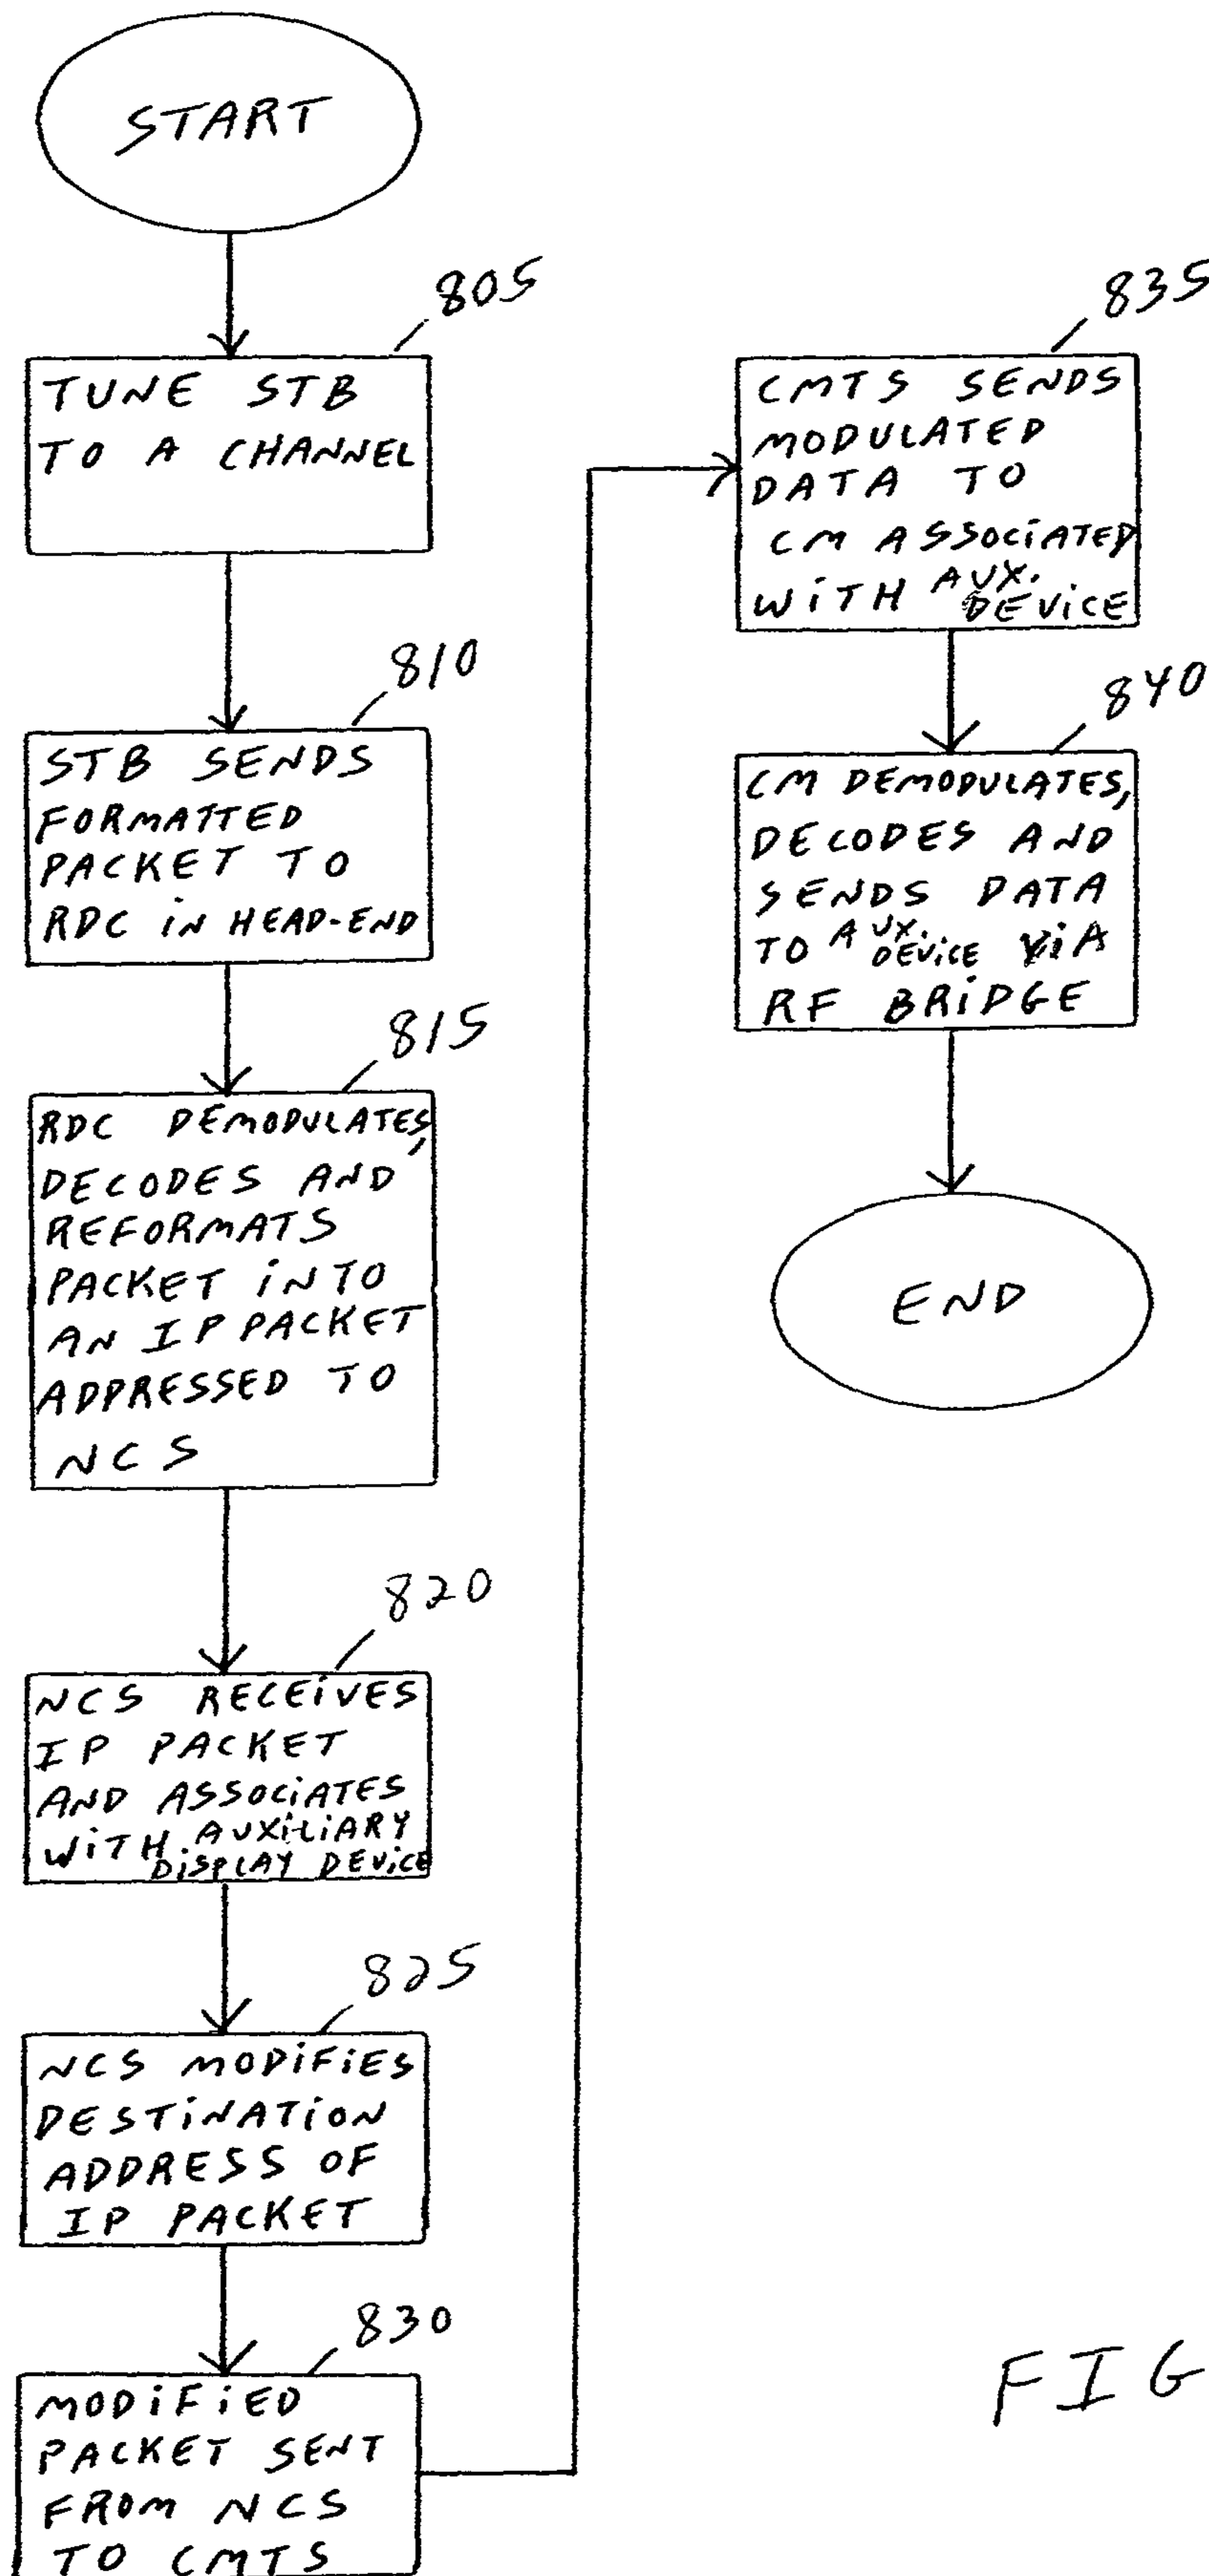 START
805
TUNE STB
TO A CHANNEL
810
STB SENDS
FORMATTED
PACKET TO
RDC iN HEAD-END
815
RDC DEMODULATES,
DECODES AND
REFORMATS
PACKET iNTO
AN IP PACKET
ADDRESSED TO
NCS
820
NCS RECEiVES
IP PACKET
AND ASSOCiATES
WiTH AUXiLiARY
DiSPLAY DEViCE
825
NCS MODiFiES
DESTiNATiON
ADDRESS OF
IP PACKET
830
MODiFiED
PACKET SENT
FROM NCS
TO CMTS
835
CMTS SENDS
MODULATED
DATA TO
CM ASSOCiATED
WiTH AUX.
DEViCE
840
CM DEMODULATES,
DECODES AND
SENDS DATA
TO AUX.
DEViCE ViA
RF BRiDGE
END
FIG